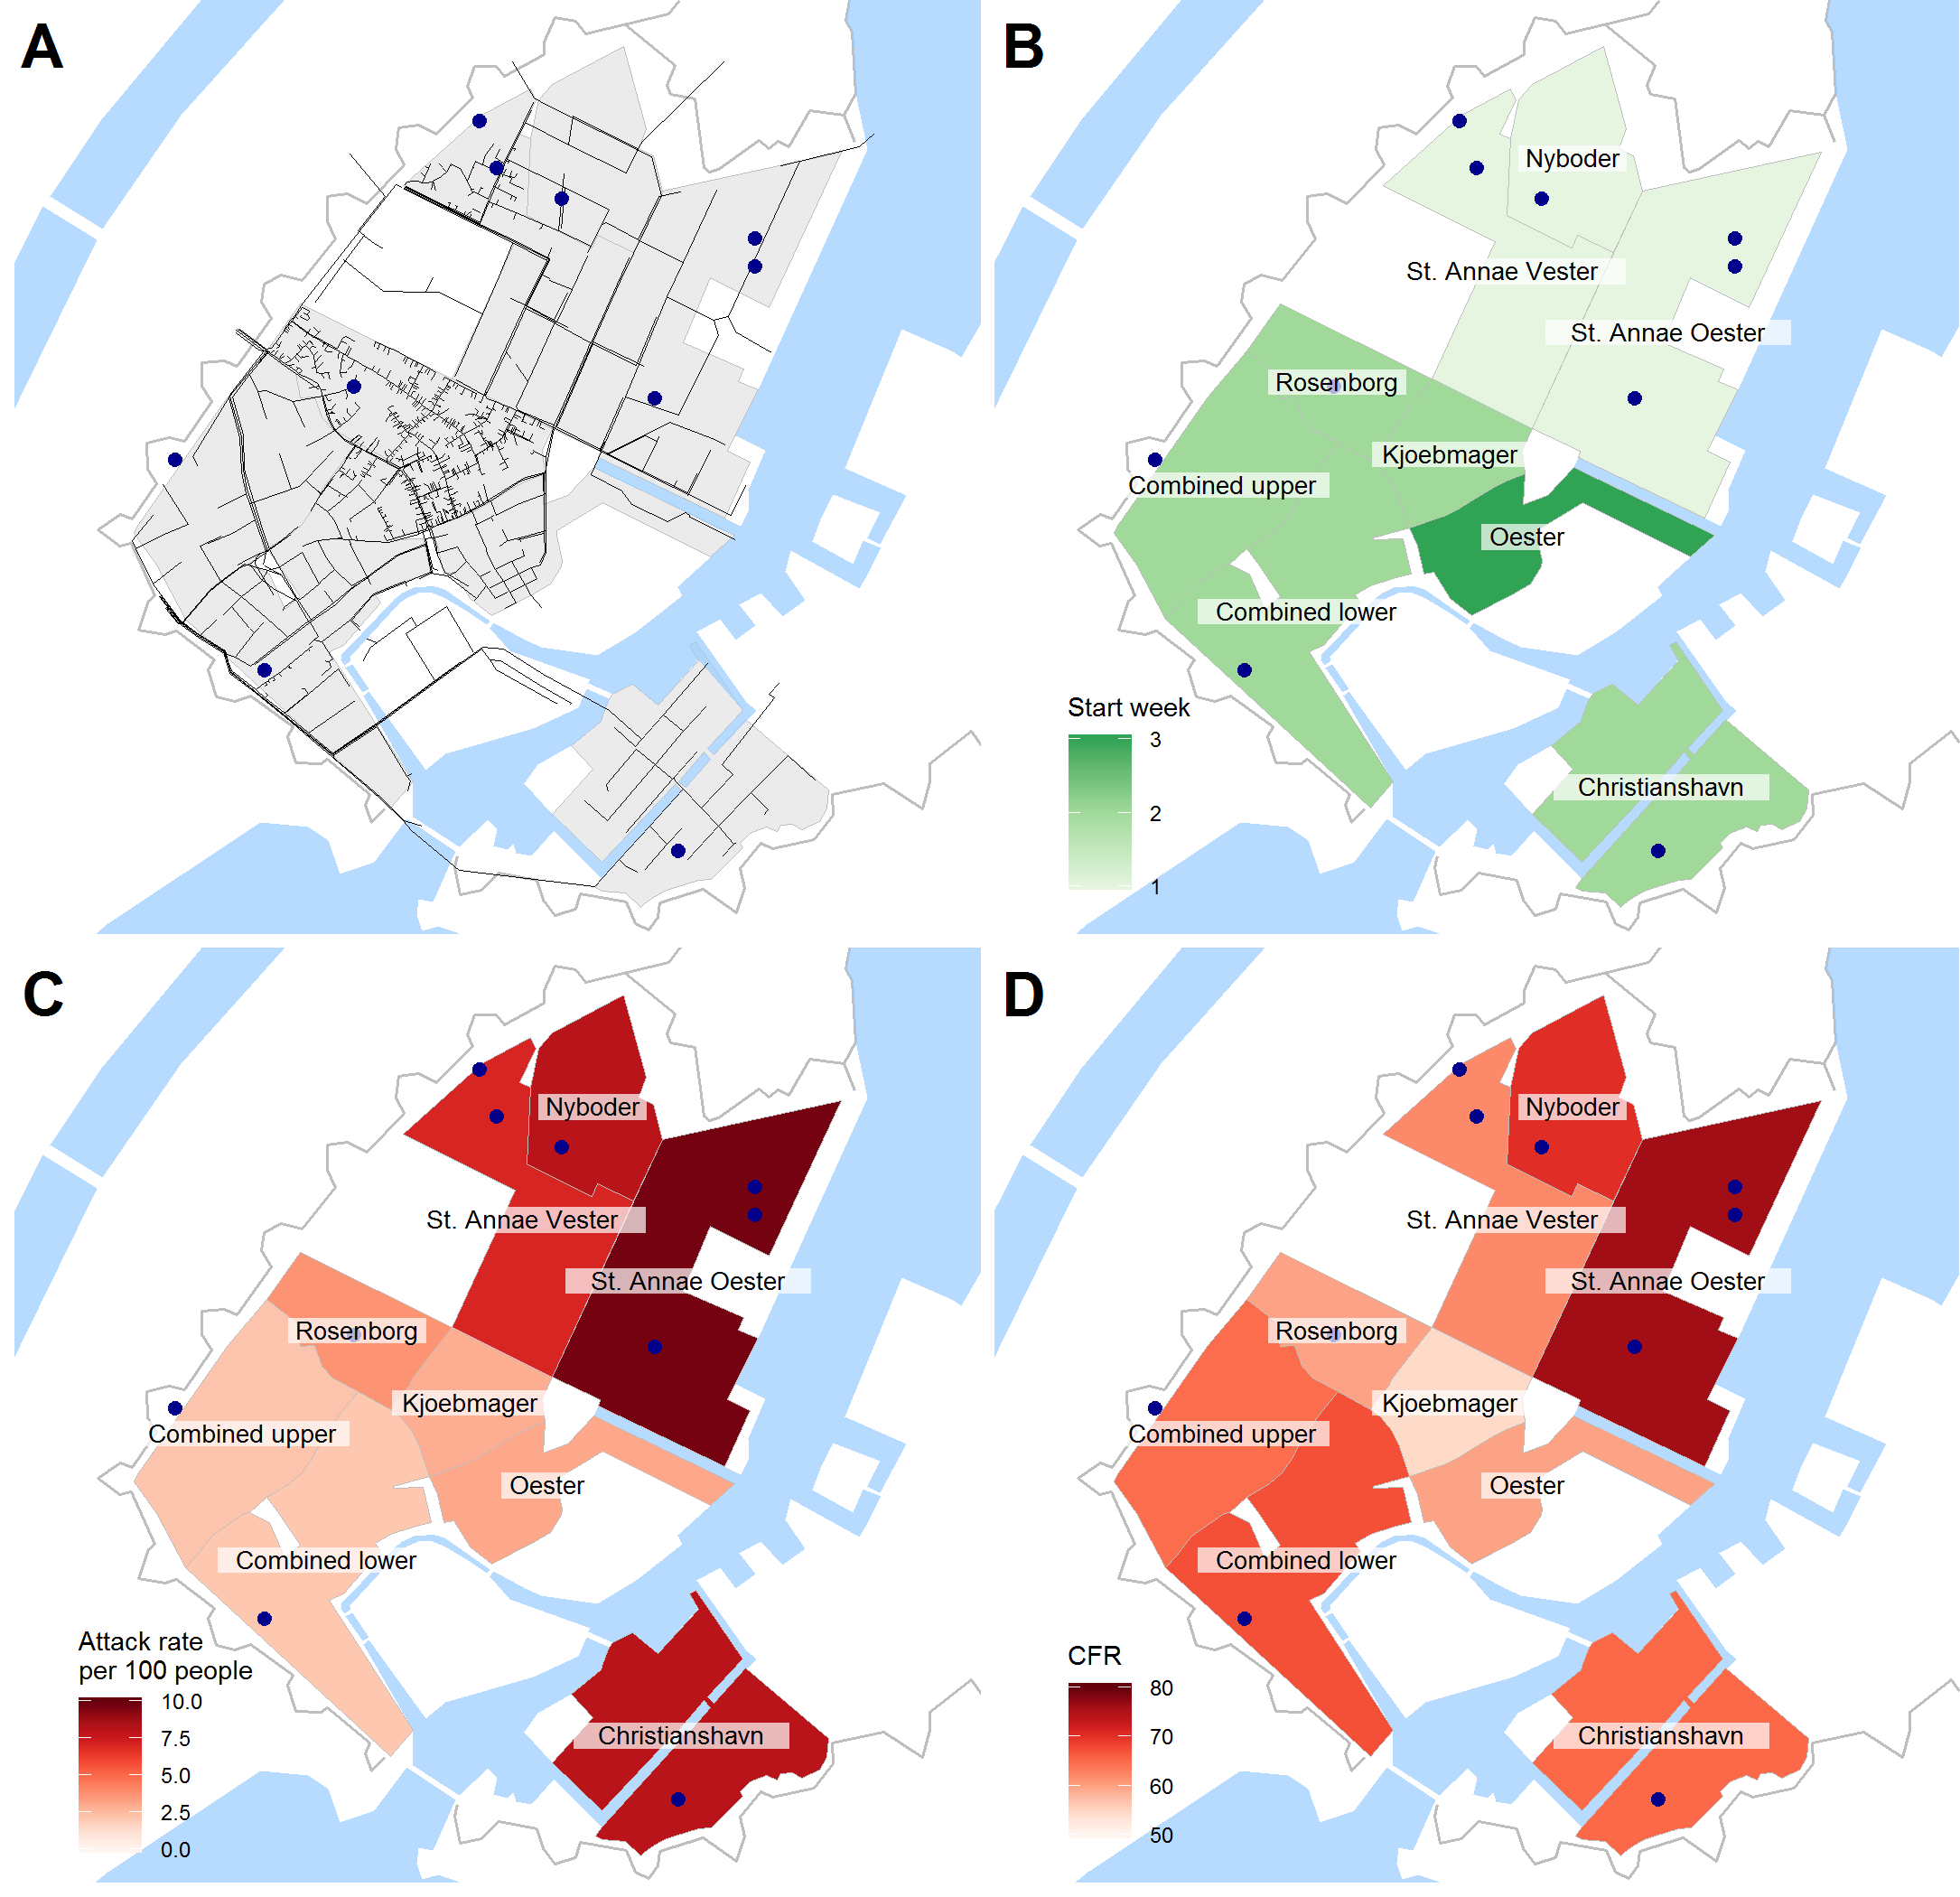 A
B
Nyboder
St. Annae Vester
St. Annae Oester
Rosenborg
Kjoebmager
Combined upper
Oester
Combined lower
Christianshavn
Start week
3
2
1
C
Nyboder
St. Annae Vester
St. Annae Oester
Rosenborg
Kjoebmager
Combined upper
Oester
Combined lower
Christianshavn
Attack rate
per 100 people
10.0
7.5
5.0
2.5
0.0
D
Nyboder
St. Annae Vester
St. Annae Oester
Rosenborg
Kjoebmager
Combined upper
Oester
Combined lower
Christianshavn
CFR
80
70
60
50